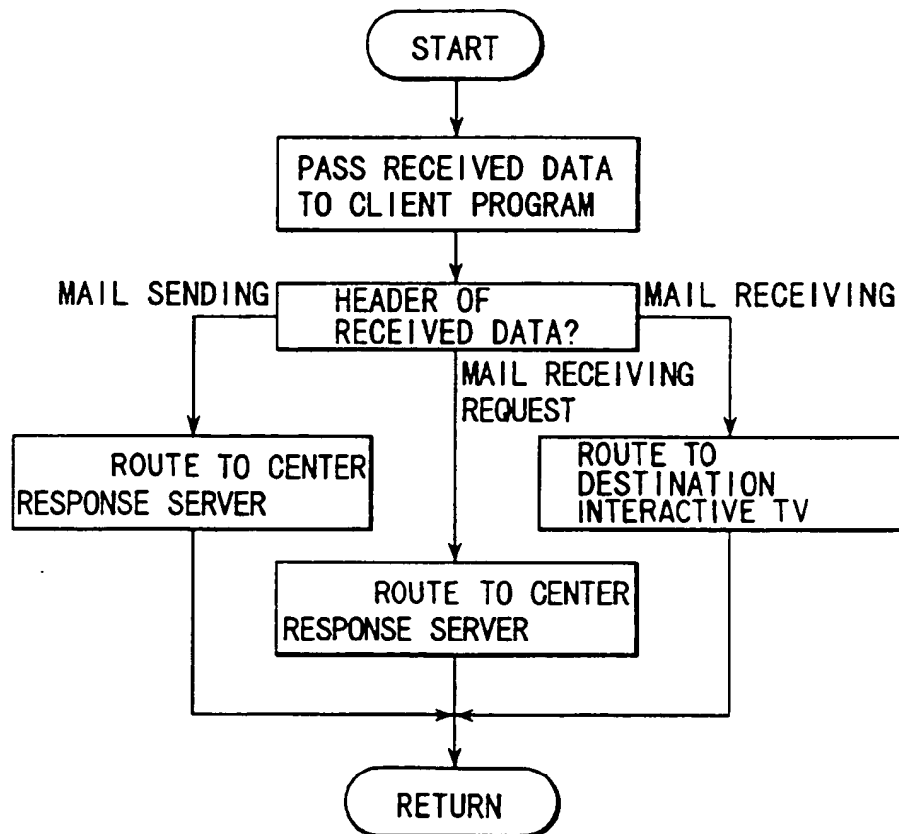 START
PASS RECEIVED DATA
TO CLIENT PROGRAM
MAIL SENDING
HEADER OF
RECEIVED DATA?
MAIL RECEIVING
MAIL RECEIVING
REQUEST
ROUTE TO CENTER
RESPONSE SERVER
ROUTE TO
DESTINATION
INTERACTIVE TV
ROUTE TO CENTER
RESPONSE SERVER
RETURN